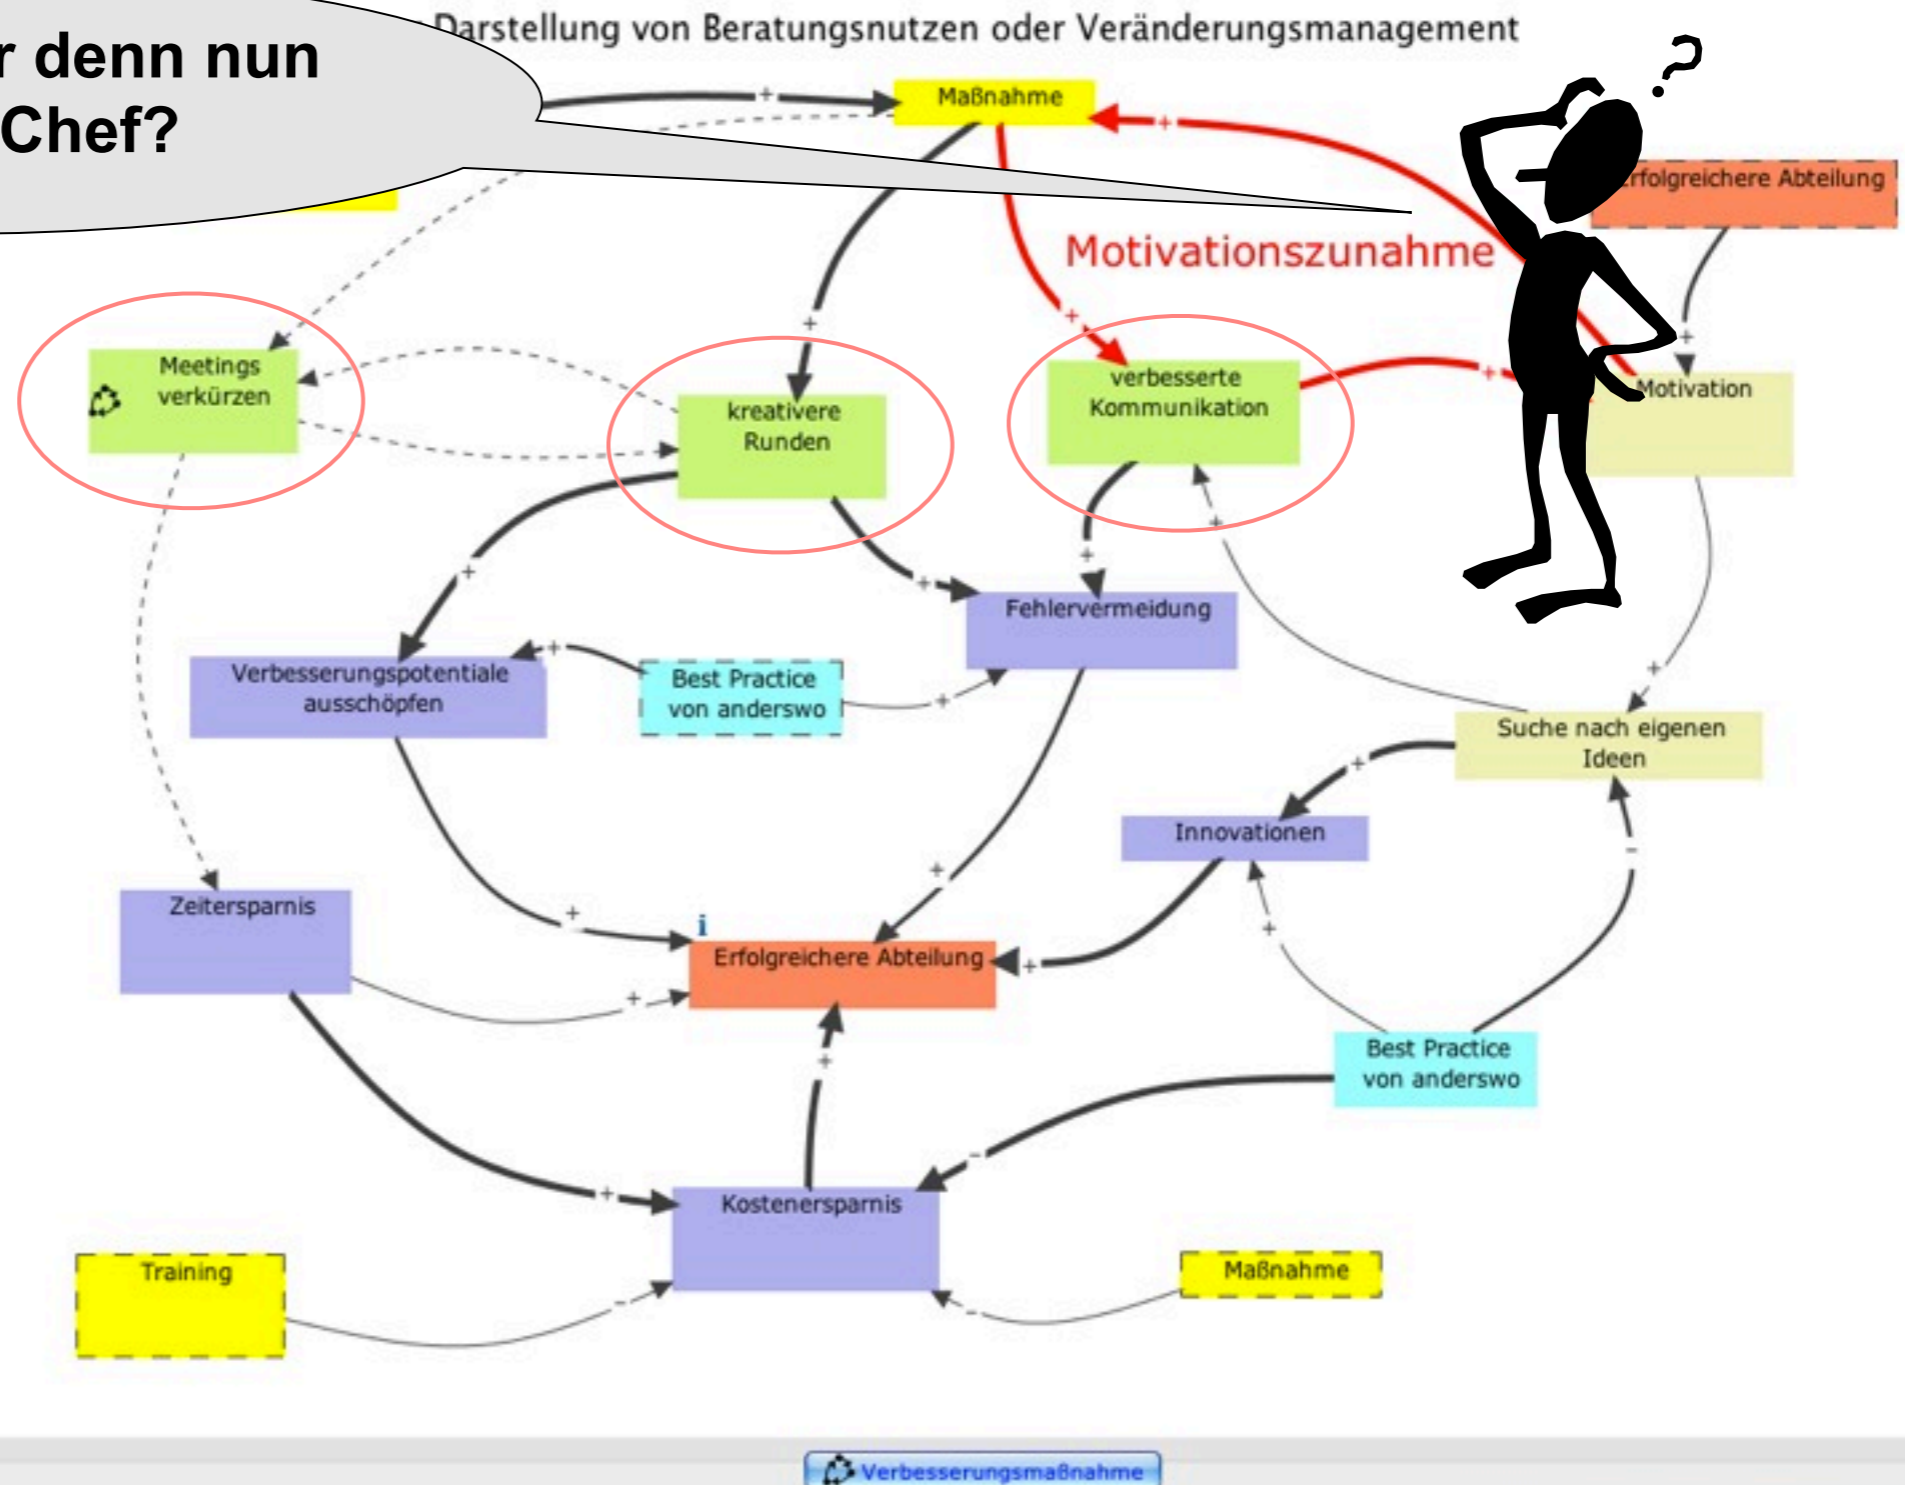 Darstellung von Beratungsnutzen oder Veränderungsmanagement
r denn nun
Chef?
Maßnahme
Erfolgreichere Abteilung
Motivationszunahme
Meetings
verkürzen
kreativere
Runden
verbesserte
Kommunikation
Motivation
Fehlervermeidung
Verbesserungspotentiale
ausschöpfen
Best Practice
von anderswo
Suche nach eigenen
Ideen
Innovationen
Zeitersparnis
i
Erfolgreichere Abteilung
Best Practice
von anderswo
Kostenersparnis
Training
Maßnahme
Verbesserungsmaßnahme